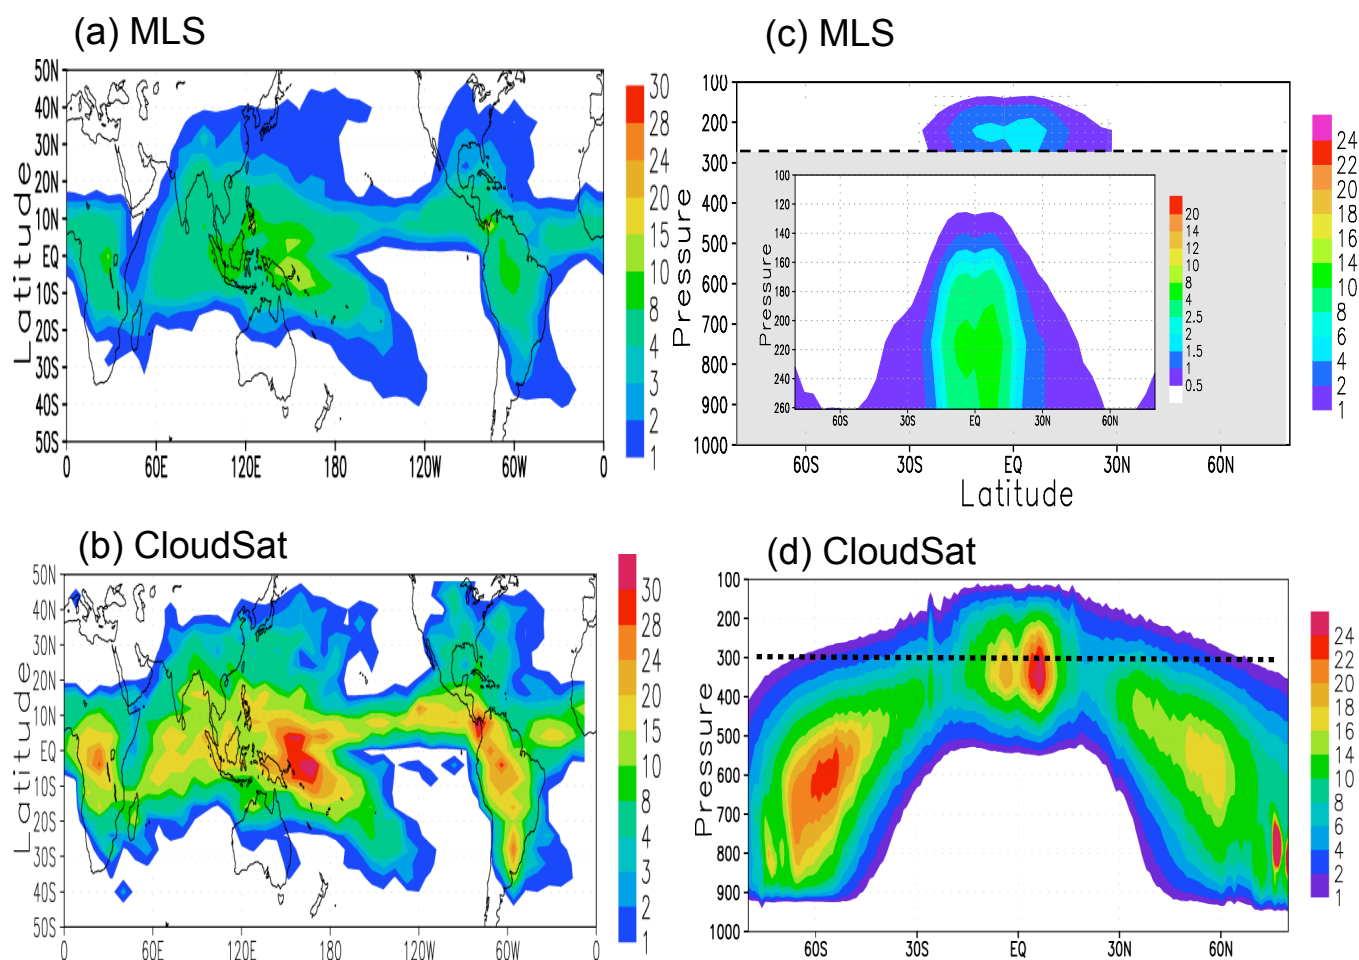 (a) MLS
50N
40N
30N
20N
10N
EQ
10S
20S
30S
40S
50S
Latitude
0 60E 120E 180 120W 60W 0
30
28
24
20
15
10
8
4
3
2
1
(c) MLS
100
200
300
400
500
600
700
800
900
1000
Pressure
60S 30S EQ 30N 60N
Latitude
100
120
140
160
180
200
220
240
260
Pressure
60S 30S EQ 30N 60N
20
14
12
10
8
4
2.5
2
1.5
1
0.5
24
22
20
18
16
14
10
8
6
4
2
1
(b) CloudSat
50N
40N
30N
20N
10N
EQ
10S
20S
30S
40S
50S
Latitude
0 60E 120E 180 120W 60W 0
30
28
24
20
15
10
8
4
3
2
1
(d) CloudSat
100
200
300
400
500
600
700
800
900
1000
Pressure
60S 30S EQ 30N 60N
24
22
20
18
16
14
10
8
6
4
2
1